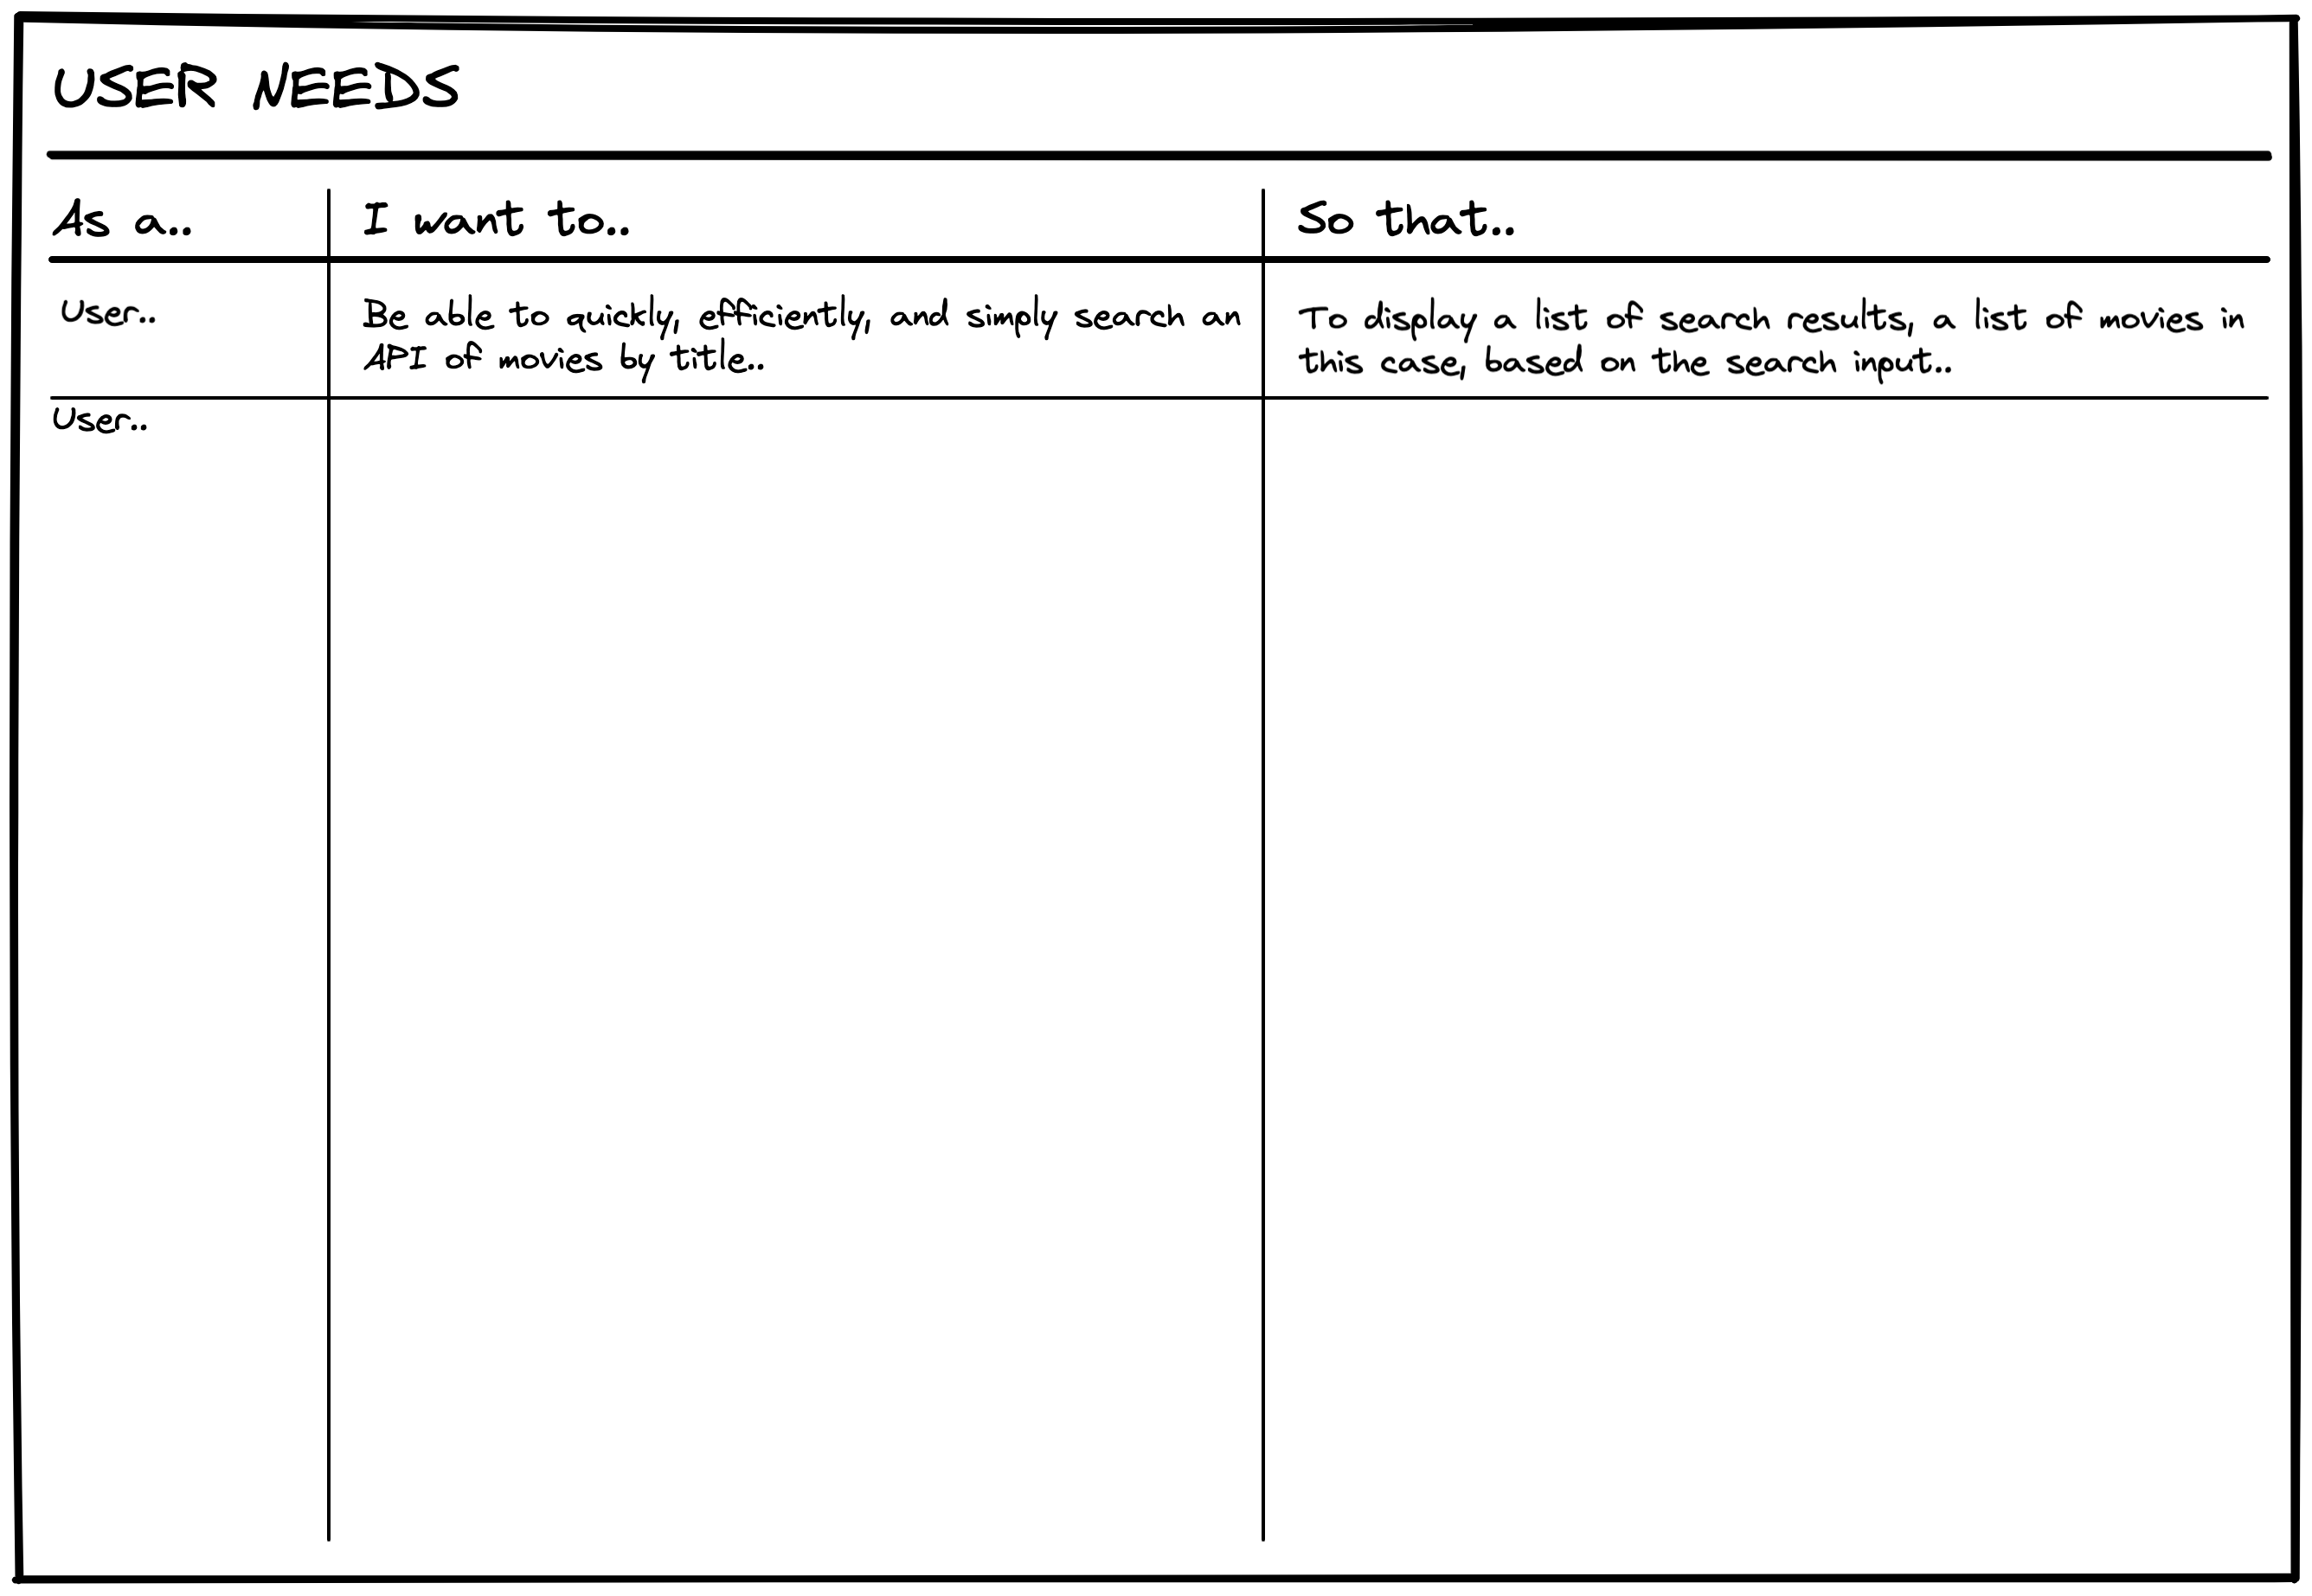 USER NEEDS
As a..
I want to..
So that..
User..
Be able to quickly, efficiently, and simply search an
API of movies by title..
To display a list of search results, a list of movies in
this case, based on the search input..
User..